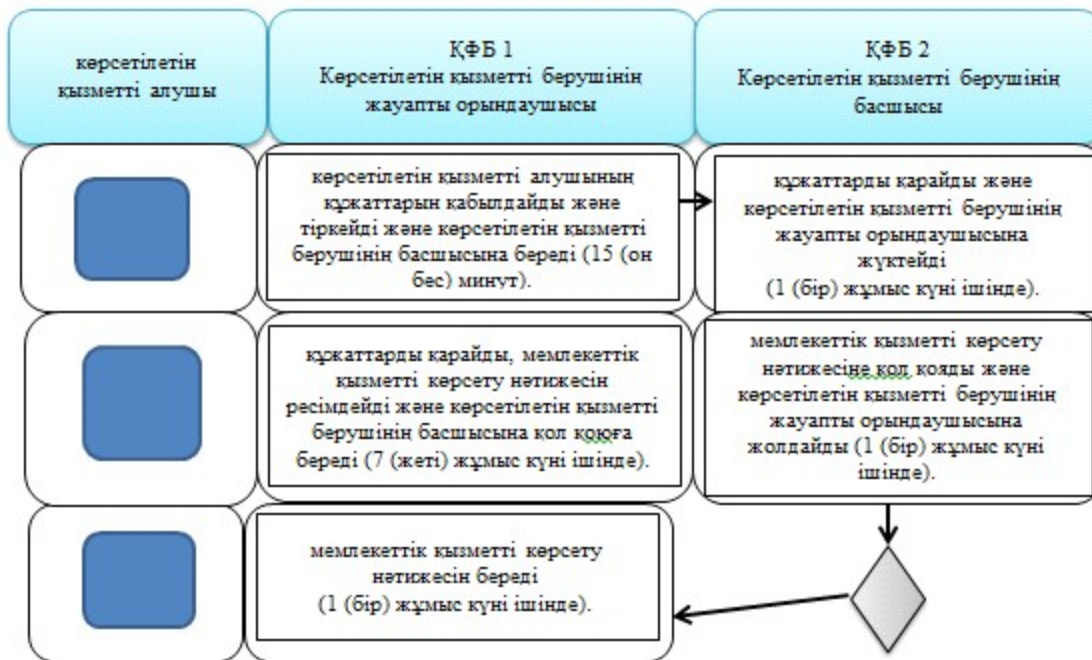 көрсетілетін
қызметті алушы
ҚФБ 1
Көрсетілетін қызметті берушінің
жауапты орындаушысы
ҚФБ 2
Көрсетілетін қызметті берушінің
басшысы
көрсетілетін қызметті алушының
құжаттарын қабылдайды және
тіркейді және көрсетілетін қызметті
берушінің басшысына береді (15 (он
бес) минут).
құжаттарды қарайды және
көрсетілетін қызметті берушінің
жауапты орындаушысына
жүктейді
(1 (бір) жұмыс күні ішінде).
құжаттарды қарайды, мемлекеттік
қызметті көрсету нәтижесін
ресімдейді және көрсетілетін қызметті
берушінің басшысына қол қоюға
береді (7 (жеті) жұмыс күні ішінде).
мемлекеттік қызметті көрсету
нәтижесіне қол қояды және
көрсетілетін қызметті берушінің
жауапты орындаушысына
жолдайды (1 (бір) жұмыс күні
ішінде).
мемлекеттік қызметті көрсету
нәтижесін береді
(1 (бір) жұмыс күні ішінде).